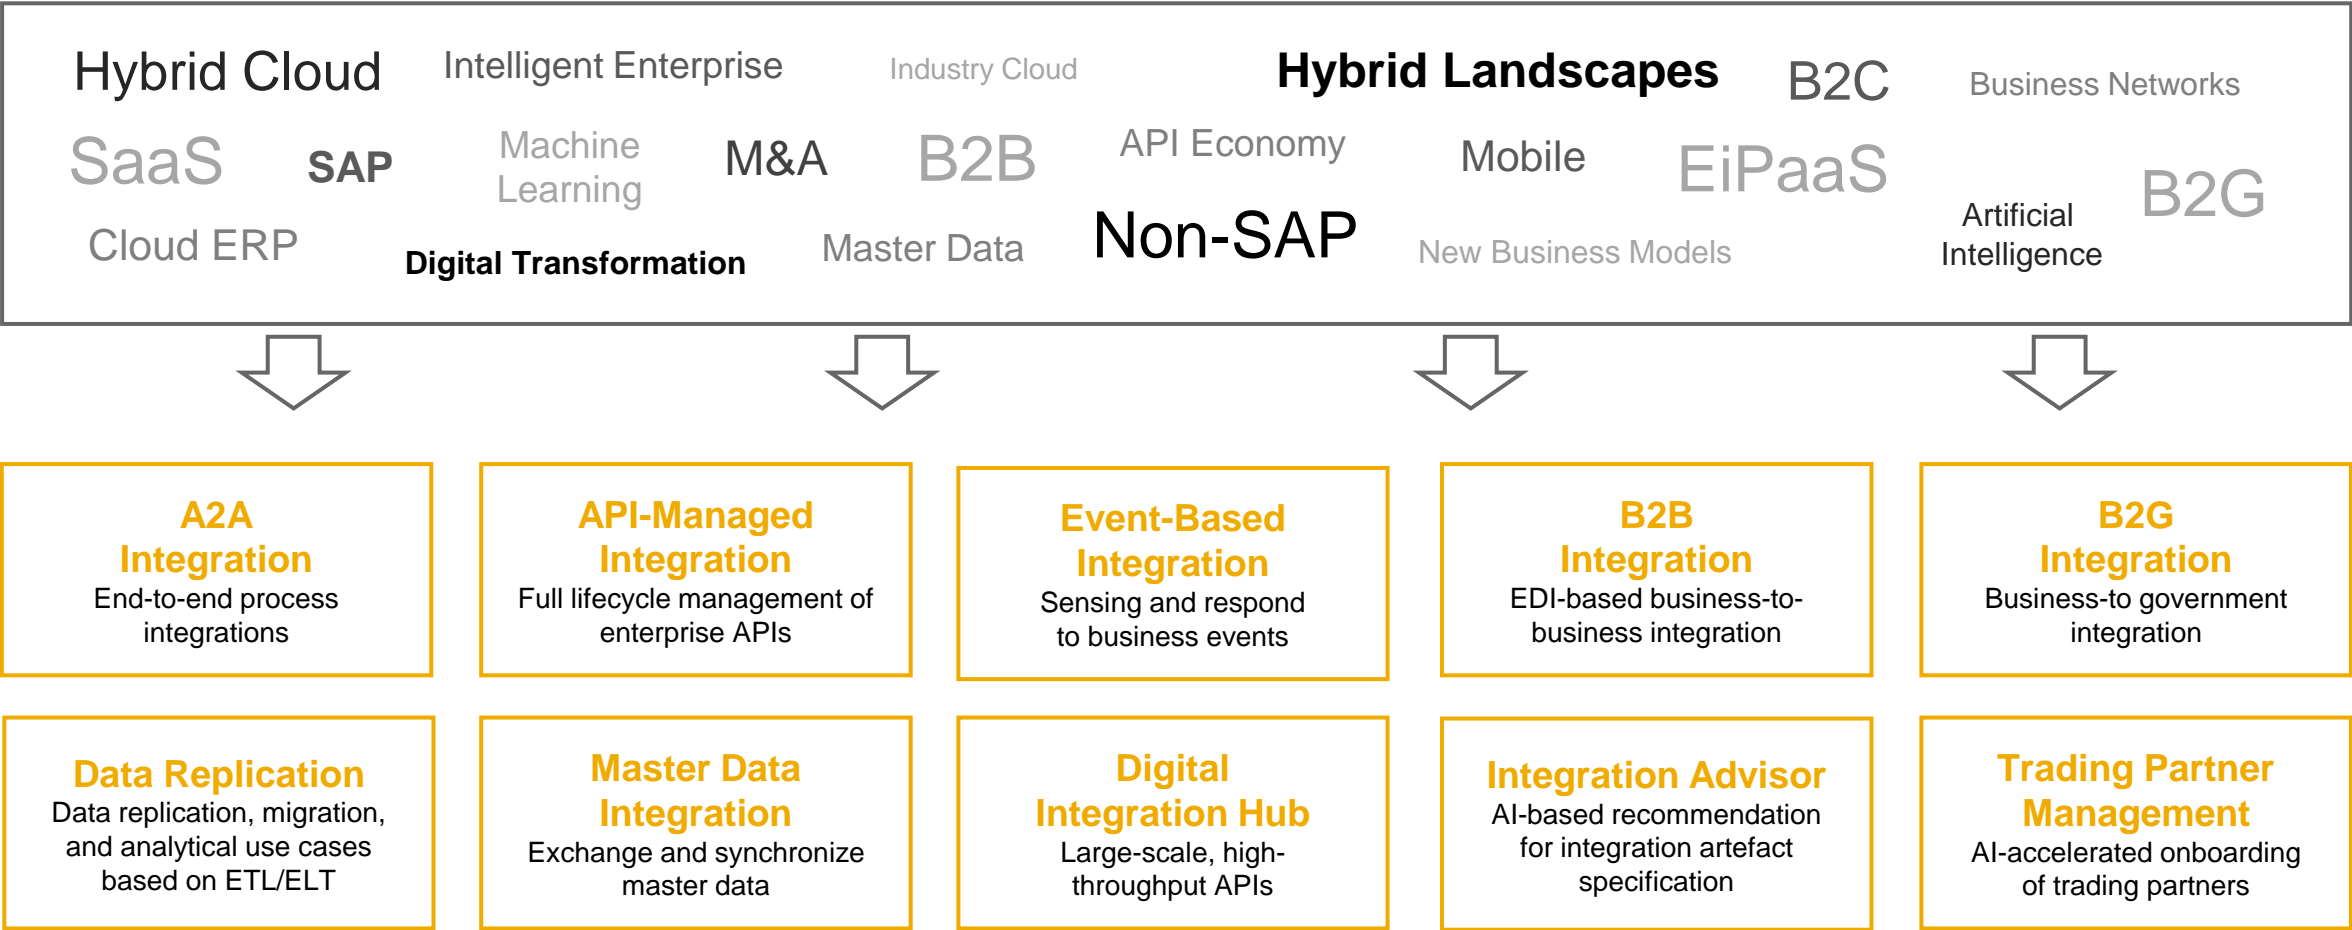 Hybrid Cloud
Intelligent Enterprise
Industry Cloud
Hybrid Landscapes
B2C
Business Networks
SaaS
SAP
Machine
Learning
M&A
B2B
API Economy
Mobile
EiPaaS
B2G
Cloud ERP
Digital Transformation
Master Data
Non-SAP
New Business Models
Artificial
Intelligence
A2A
Integration
End-to-end process
integrations
API-Managed
Integration
Full lifecycle management of
enterprise APIs
Event-Based
Integration
Sensing and respond
to business events
B2B
Integration
EDI-based business-to-
business integration
B2G
Integration
Business-to government
integration
Data Replication
Data replication, migration,
and analytical use cases
based on ETL/ELT
Master Data
Integration
Exchange and synchronize
master data
Digital
Integration Hub
Large-scale, high-
throughput APIs
Integration Advisor
AI-based recommendation
for integration artefact
specification
Trading Partner
Management
AI-accelerated onboarding
of trading partners